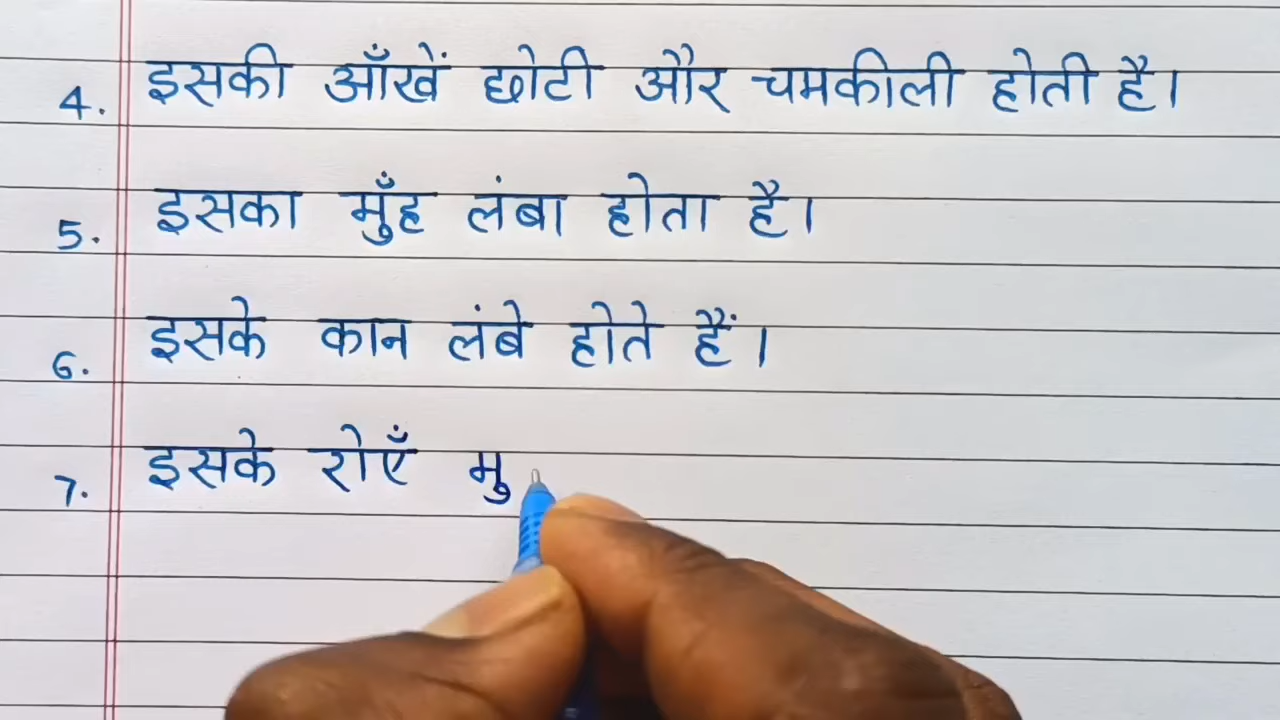 4. इसकी आँखें छोटी और चमकीली होती है।
5. इसका मुँह लंबा होता है।
6. इसके कान लंबे होते हैं।
7. इसके रोएँ मु